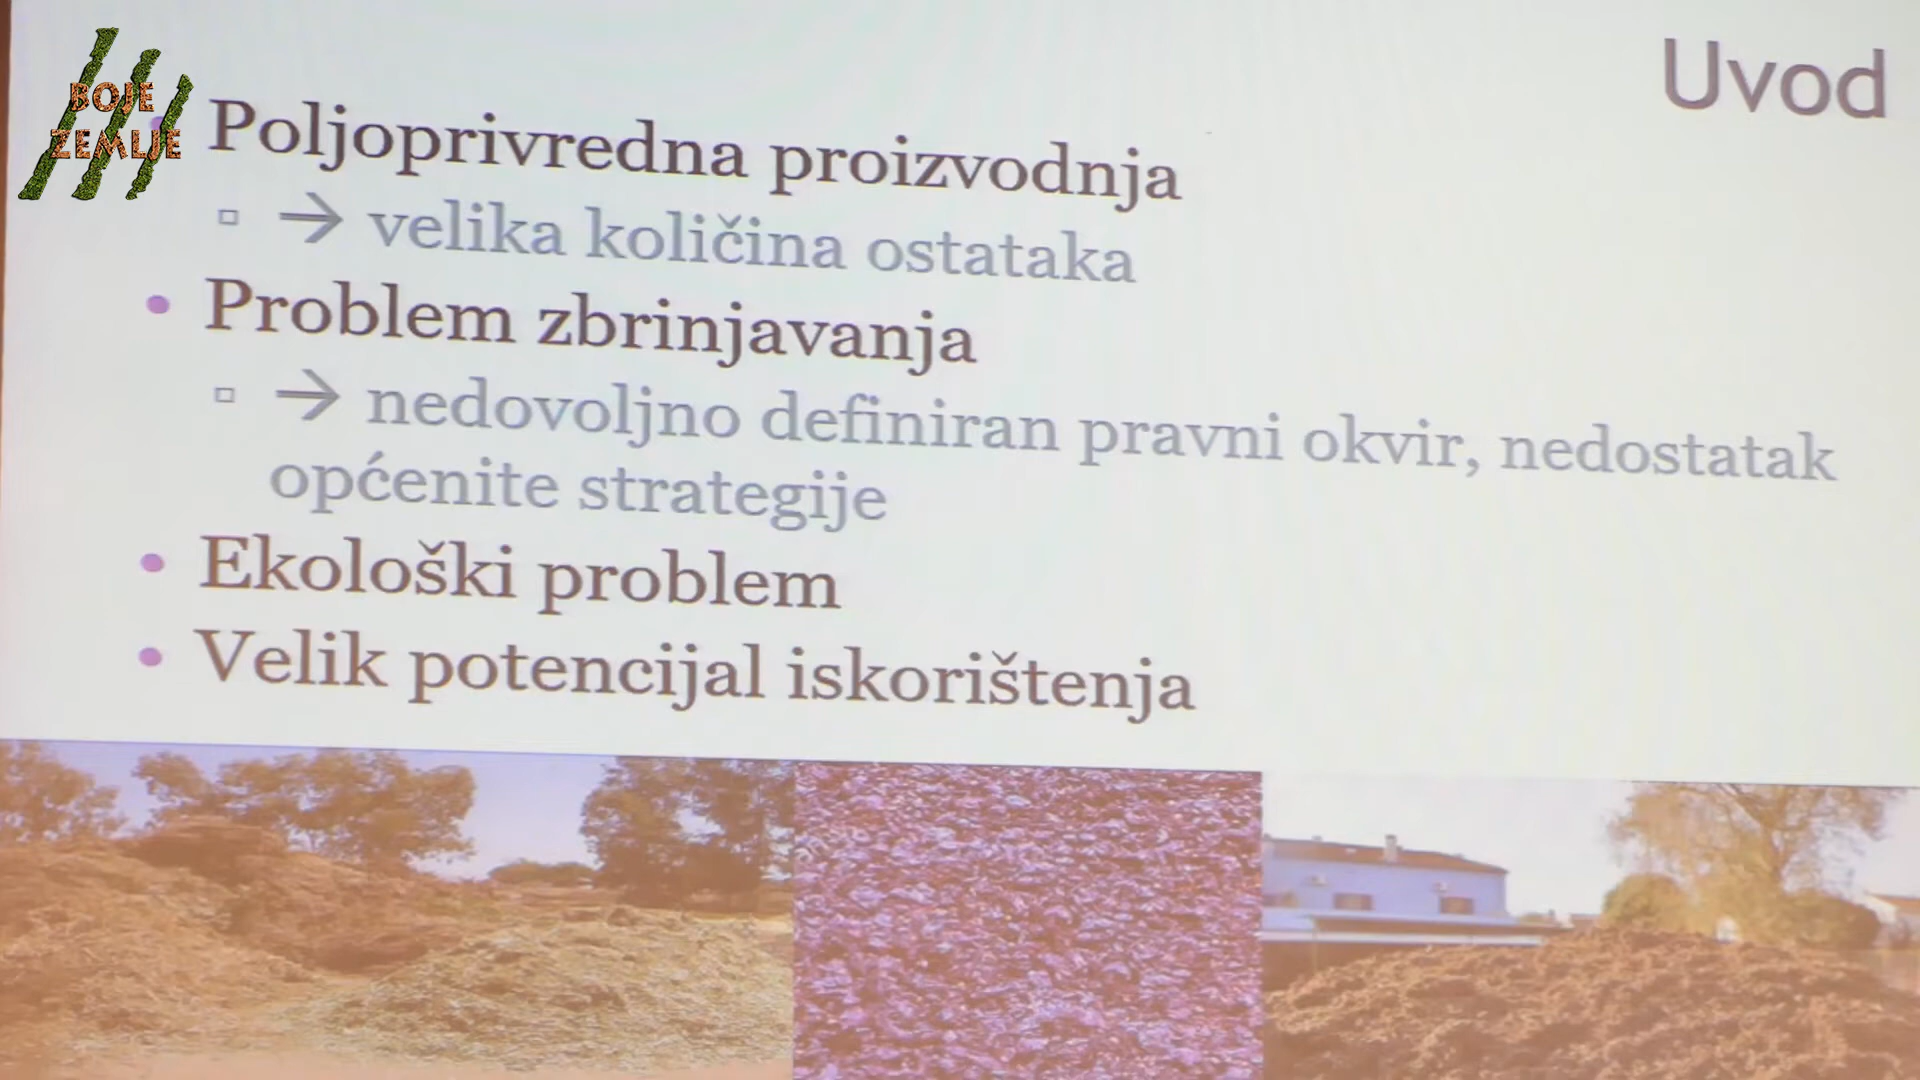 BOJE
ZEMLJE
Uvod
Poljoprivredna proizvodnja
→ velika količina ostataka
• Problem zbrinjavanja
→ nedovoljno definiran pravni okvir, nedostatak
općenite strategije
• Ekološki problem
• Velik potencijal iskorištenja